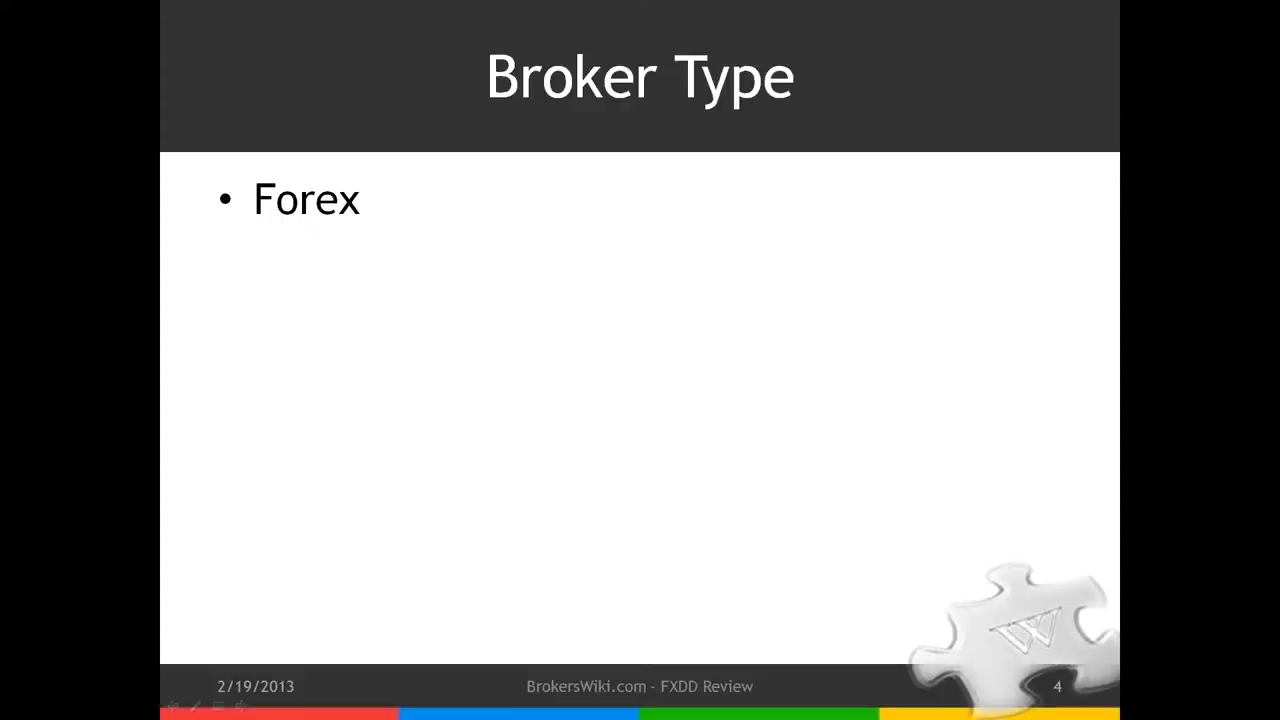 Broker Type
• Forex
2/19/2013
BrokersWiki.com - FXDD Review
4
W